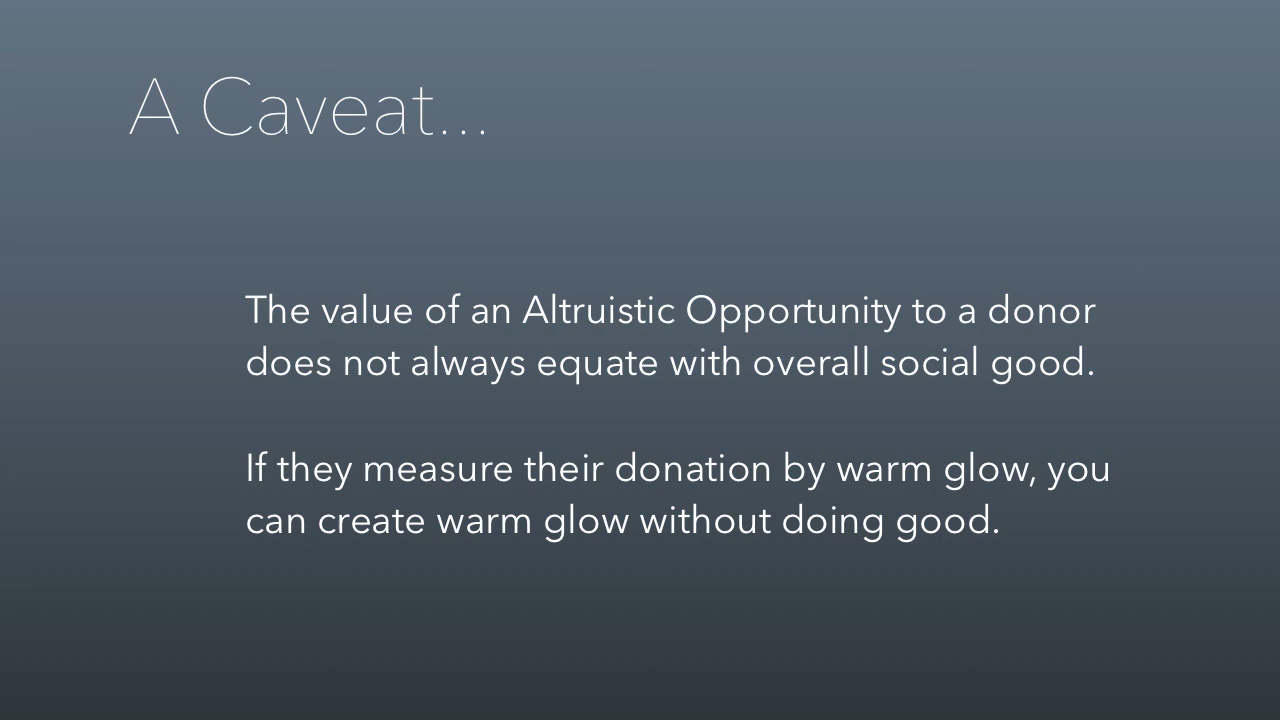 A Caveat...
The value of an Altruistic Opportunity to a donor
does not always equate with overall social good.
If they measure their donation by warm glow, you
can create warm glow without doing good.